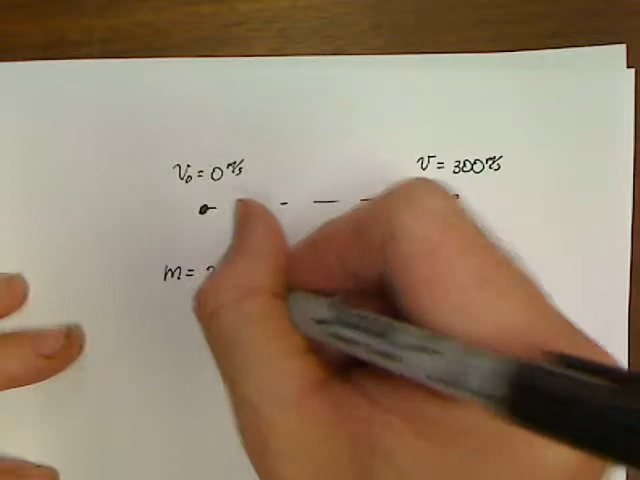 V₀ = 0 m/s
V = 300 m/s
m =